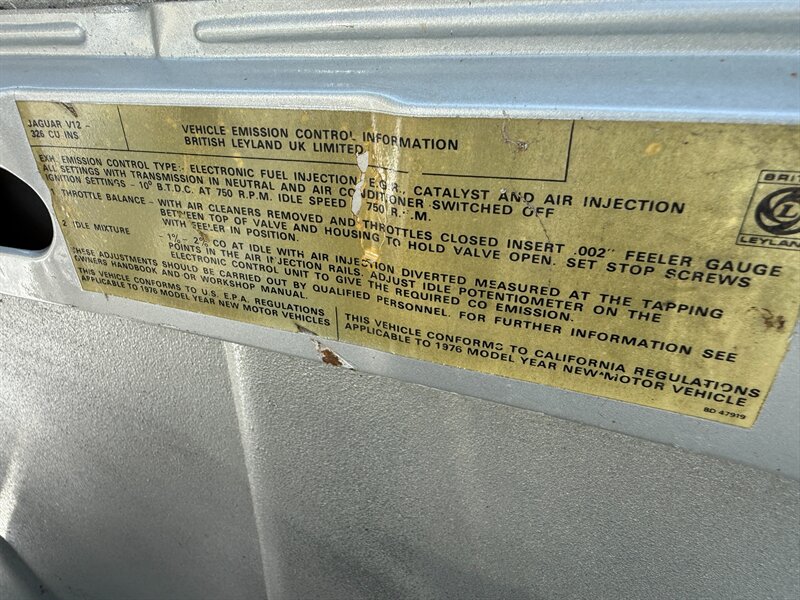 JAGUAR V12 -
326 CU INS
VEHICLE EMISSION CONTROL INFORMATION
BRITISH LEYLAND UK LIMITED
EXH. EMISSION CONTROL TYPE:- ELECTRONIC FUEL INJECTION, E.G.R., CATALYST AND AIR INJECTION
ALL SETTINGS WITH TRANSMISSION IN NEUTRAL AND AIR CONDITIONER SWITCHED OFF
IGNITION SETTINGS - 10° B.T.D.C. AT 750 R.P.M. IDLE SPEED 750 R.P.M.
THROTTLE BALANCE - WITH AIR CLEANERS REMOVED AND THROTTLES CLOSED INSERT .002" FEELER GAUGE
BETWEEN TOP OF VALVE AND HOUSING TO HOLD VALVE OPEN. SET STOP SCREWS
WITH FEELER IN POSITION.
2 IDLE MIXTURE 1% - 2% CO AT IDLE WITH AIR INJECTION DIVERTED MEASURED AT THE TAPPING
POINTS IN THE AIR INJECTION RAILS. ADJUST IDLE POTENTIOMETER ON THE
ELECTRONIC CONTROL UNIT TO GIVE THE REQUIRED CO EMISSION.
THESE ADJUSTMENTS SHOULD BE CARRIED OUT BY QUALIFIED PERSONNEL. FOR FURTHER INFORMATION SEE
OWNERS HANDBOOK AND OR WORKSHOP MANUAL.
THIS VEHICLE CONFORMS TO U.S. E.P.A. REGULATIONS
APPLICABLE TO 1976 MODEL YEAR NEW MOTOR VEHICLES
THIS VEHICLE CONFORMS TO CALIFORNIA REGULATIONS
APPLICABLE TO 1976 MODEL YEAR NEW MOTOR VEHICLE
BD 47919
BRIT
L
LEYLAN